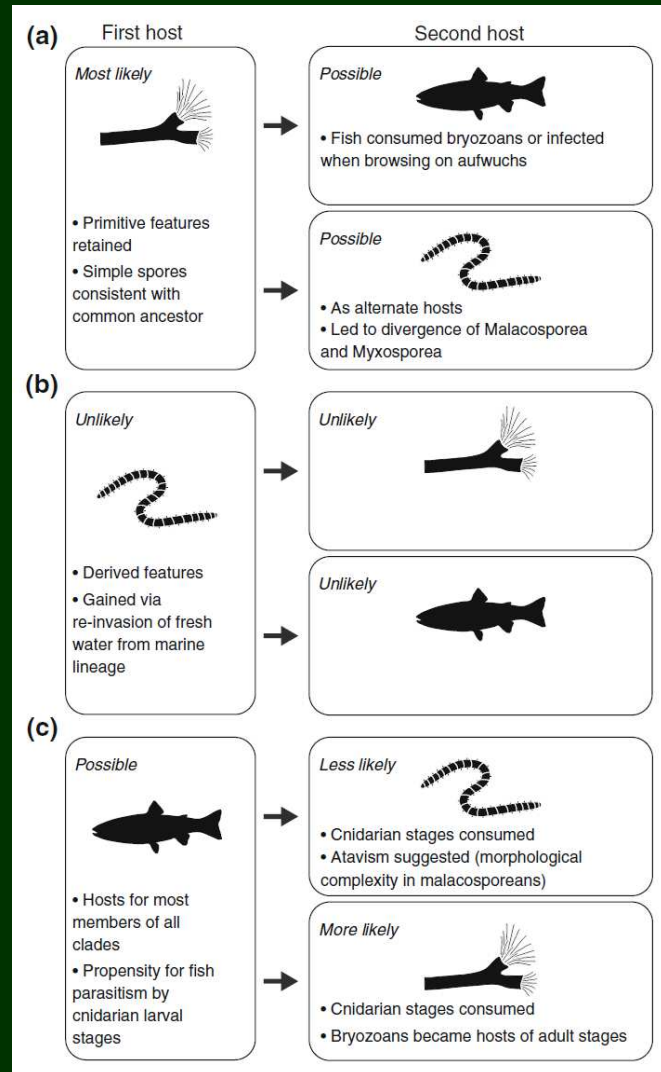 First host
Second host
(a)
Most likely
• Primitive features
retained
• Simple spores
consistent with
common ancestor
Possible
• Fish consumed bryozoans or infected
when browsing on aufwuchs
Possible
• As alternate hosts
• Led to divergence of Malacosporea
and Myxosporea
(b)
Unlikely
• Derived features
• Gained via
re-invasion of fresh
water from marine
lineage
Unlikely
Unlikely
(c)
Possible
• Hosts for most
members of all
clades
• Propensity for fish
parasitism by
cnidarian larval
stages
Less likely
• Cnidarian stages consumed
• Atavism suggested (morphological
complexity in malacosporeans)
More likely
• Cnidarian stages consumed
• Bryozoans became hosts of adult stages